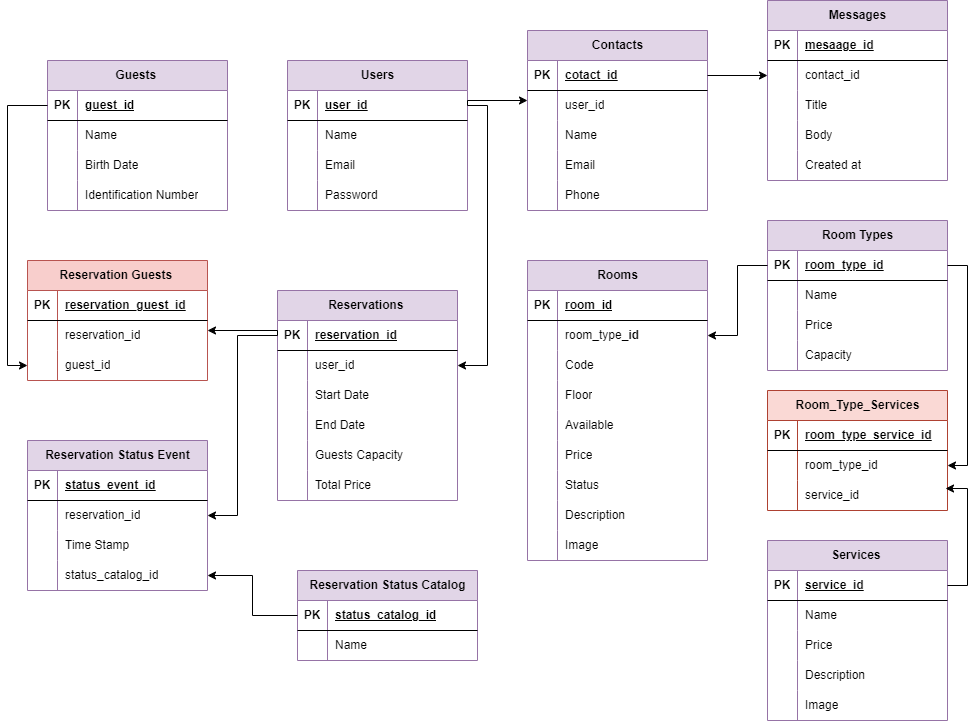 Guests
PK guest_id
Name
Birth Date
Identification Number
Users
PK user_id
Name
Email
Password
Contacts
PK cotact_id
user_id
Name
Email
Phone
Messages
PK mesaage_id
contact_id
Title
Body
Created at
Reservation Guests
PK reservation_guest_id
reservation_id
guest_id
Reservations
PK reservation_id
user_id
Start Date
End Date
Guests Capacity
Total Price
Rooms
PK room_id
room_type_id
Code
Floor
Available
Price
Status
Description
Image
Room Types
PK room_type_id
Name
Price
Capacity
Room_Type_Services
PK room_type_service_id
room_type_id
service_id
Reservation Status Event
PK status_event_id
reservation_id
Time Stamp
status_catalog_id
Reservation Status Catalog
PK status_catalog_id
Name
Services
PK service_id
Name
Price
Description
Image